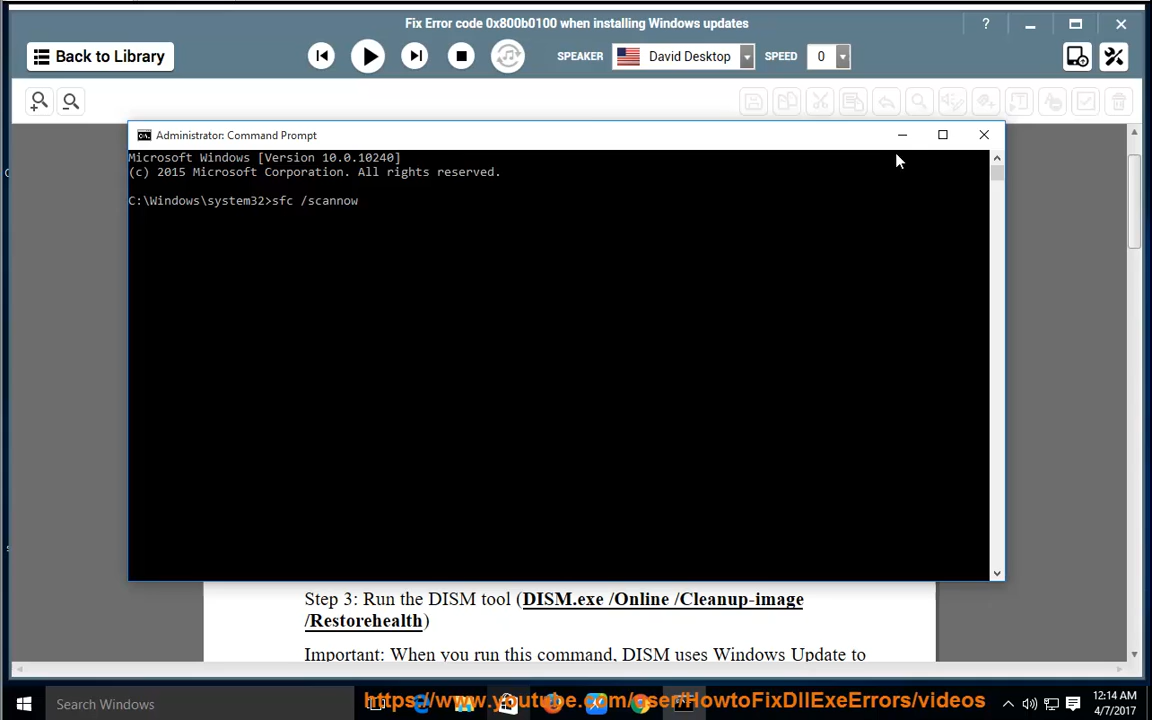 Fix Error code 0x800b0100 when installing Windows updates
?
Back to Library
SPEAKER
David Desktop
SPEED
0
Administrator: Command Prompt
Microsoft Windows [Version 10.0.10240]
(c) 2015 Microsoft Corporation. All rights reserved.
C:\Windows\system32>sfc /scannow
Step 3: Run the DISM tool (DISM.exe /Online /Cleanup-image
/Restorehealth)
Important: When you run this command, DISM uses Windows Update to
Search Windows
https://www.youtube.com/user/HowtoFixDllExeErrors/videos
12:14 AM
4/7/2017